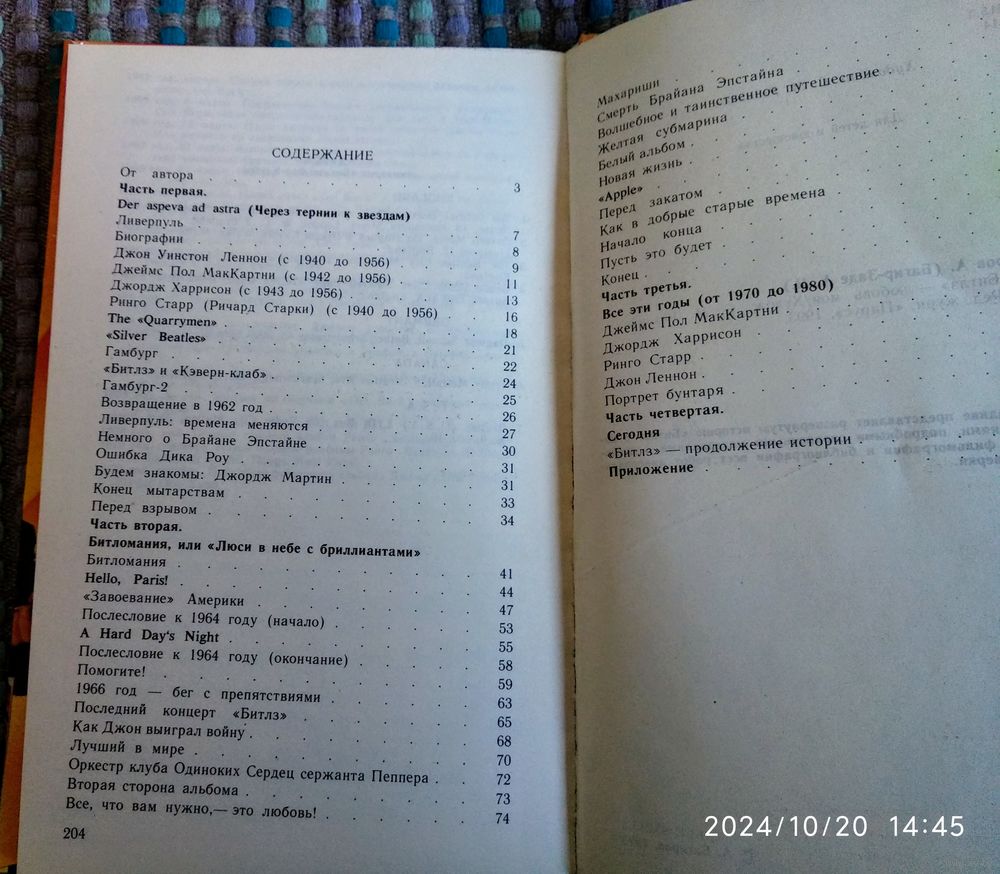 СОДЕРЖАНИЕ
От автора . . . . . . . . . . 3
Часть первая.
Der aspeva ad astra (Через тернии к звездам)
Ливерпуль . . . . . . . . . . 7
Биографии . . . . . . . . . . 8
Джон Уинстон Леннон (с 1940 до 1956) . . . . 9
Джеймс Пол МакКартни (с 1942 до 1956) . . . . 11
Джордж Харрисон (с 1943 до 1956) . . . . . 13
Ринго Старр (Ричард Старки) (с 1940 до 1956) . . 16
The «Quarrymen» . . . . . . . . . 18
«Silver Beatles» . . . . . . . . . 21
Гамбург . . . . . . . . . . 22
«Битлз» и «Кэверн-клаб» . . . . . . . 24
Гамбург-2 . . . . . . . . . . 25
Возвращение в 1962 год . . . . . . . 26
Ливерпуль: времена меняются . . . . . . 27
Немного о Брайане Эпстайне . . . . . . 30
Ошибка Дика Роу . . . . . . . . 31
Будем знакомы: Джордж Мартин . . . . . 31
Конец мытарствам . . . . . . . . 33
Перед взрывом . . . . . . . . . 34
Часть вторая.
Битломания, или «Люси в небе с бриллиантами»
Битломания . . . . . . . . . . 41
Hello, Paris! . . . . . . . . . . 44
«Завоевание» Америки . . . . . . . 47
Послесловие к 1964 году (начало) . . . . . 53
A Hard Day's Night . . . . . . . . 55
Послесловие к 1964 году (окончание) . . . . 58
Помогите! . . . . . . . . . . 59
1966 год — бег с препятствиями . . . . . 63
Последний концерт «Битлз» . . . . . . 65
Как Джон выиграл войну . . . . . . . 68
Лучший в мире . . . . . . . . . 70
Оркестр клуба Одиноких Сердец сержанта Пеппера . . 72
Вторая сторона альбома . . . . . . . 73
Все, что вам нужно,— это любовь! . . . . . 74
204
Махариши . . . . . . . .
Смерть Брайана Эпстайна . . . . .
Волшебное и таинственное путешествие . . .
Желтая субмарина . . . . . .
Белый альбом . . . . . . .
Новая жизнь . . . . . . .
«Apple» . . . . . . . .
Перед закатом . . . . . . .
Как в добрые старые времена . . . .
Начало конца . . . . . . .
Пусть это будет . . . . . .
Конец . . . . . . . . .
Часть третья.
Все эти годы (от 1970 до 1980)
Джеймс Пол МакКартни . . . . .
Джордж Харрисон . . . . . .
Ринго Старр . . . . . . .
Джон Леннон . . . . . . .
Портрет бунтаря . . . . . .
Часть четвертая.
Сегодня
«Битлз» — продолжение истории . . .
Приложение . . . . . . .
2024/10/20 14:45